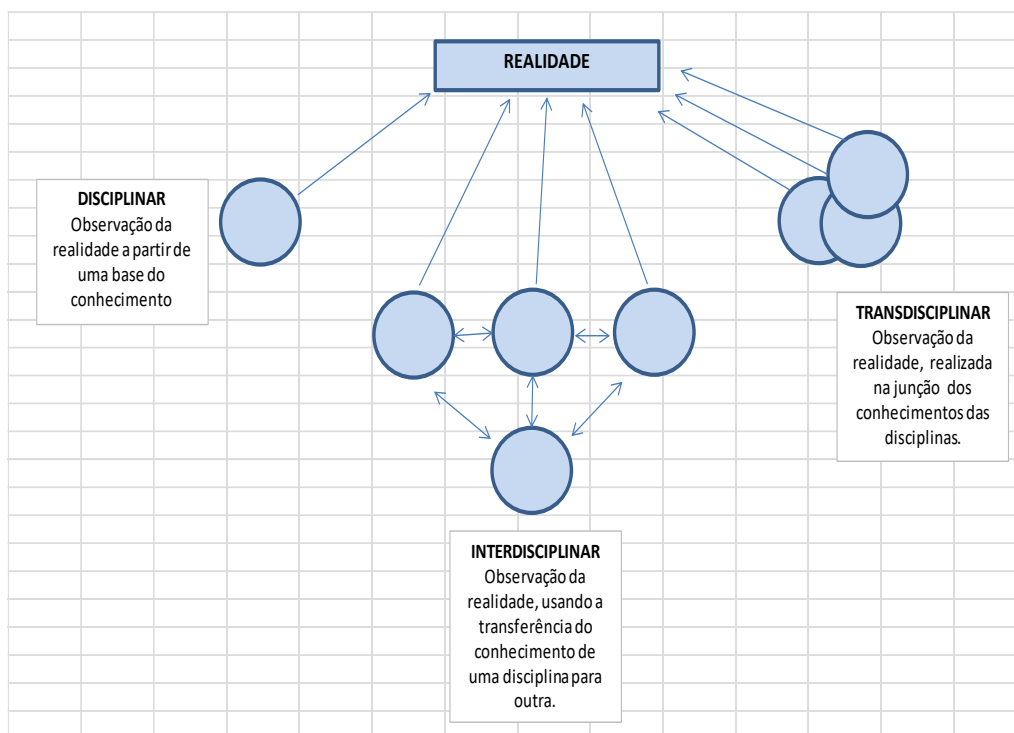 REALIDADE
DISCIPLINAR
Observação da
realidade a partir de
uma base do
conhecimento
TRANSDISCIPLINAR
Observação da
realidade, realizada
na junção dos
conhecimentos das
disciplinas.
INTERDISCIPLINAR
Observação da
realidade, usando a
transferência do
conhecimento de
uma disciplina para
outra.